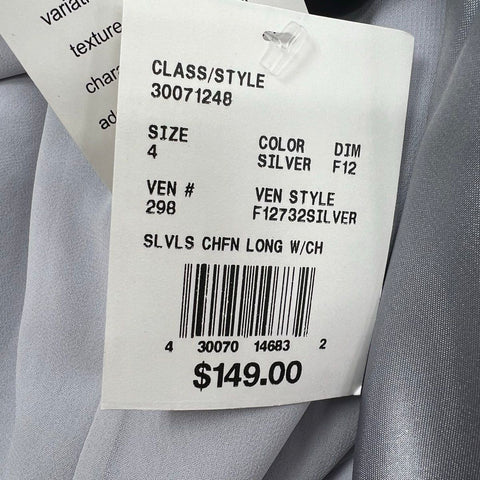 variati
texture
chara
ad
CLASS/STYLE
30071248
SIZE COLOR DIM
4 SILVER F12
VEN # VEN STYLE
298 F12732SILVER
SLVLS CHFN LONG W/CH
4 30070 14683 2
$149.00